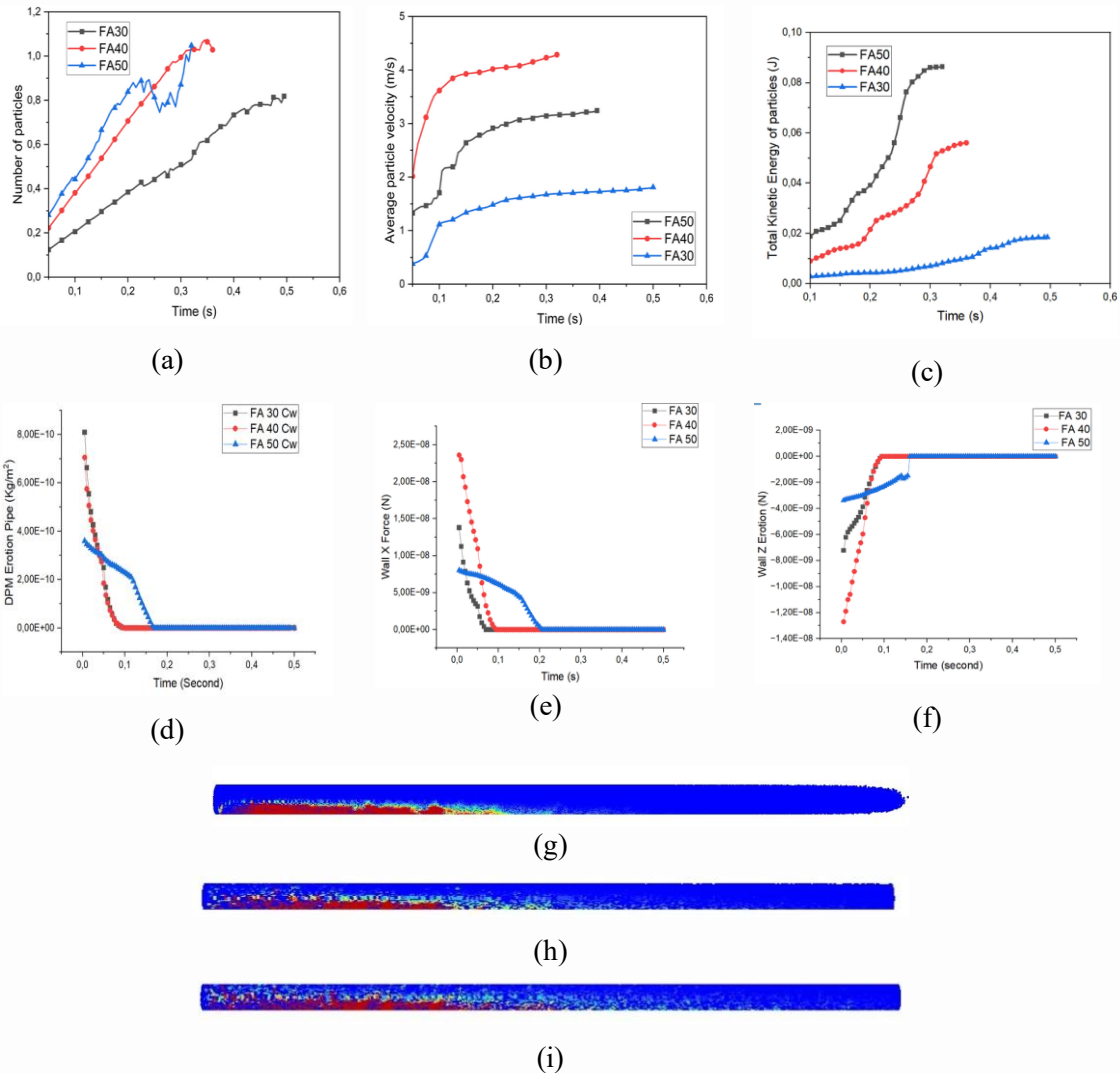 Number of particles
1,2
1,0
0,8
0,6
0,4
0,2
0,0
FA30
FA40
FA50
0,1
0,2
0,3
0,4
0,5
0,6
Time (s)
(a)
Average particle velocity (m/s)
5
4
3
2
1
0
FA50
FA40
FA30
0,1
0,2
0,3
0,4
0,5
0,6
Time (s)
(b)
Total Kinetic Energy of particles (J)
0,10
0,08
0,06
0,04
0,02
0,00
FA50
FA40
FA30
0,1
0,2
0,3
0,4
0,5
0,6
Time (s)
(c)
DPM Erotion Pipe (Kg/m²)
8,00E−10
6,00E−10
4,00E−10
2,00E−10
0,00E+00
FA 30 Cw
FA 40 Cw
FA 50 Cw
0,0
0,1
0,2
0,3
0,4
0,5
Time (Second)
(d)
Wall X Force (N)
2,50E−08
2,00E−08
1,50E−08
1,00E−08
5,00E−09
0,00E+00
FA 30
FA 40
FA 50
0,0
0,1
0,2
0,3
0,4
0,5
Time (s)
(e)
Wall Z Erotion (N)
2,00E−09
0,00E+00
−2,00E−09
−4,00E−09
−6,00E−09
−8,00E−09
−1,00E−08
−1,20E−08
−1,40E−08
FA 30
FA 40
FA 50
0,0
0,1
0,2
0,3
0,4
0,5
Time (second)
(f)
(g)
(h)
(i)